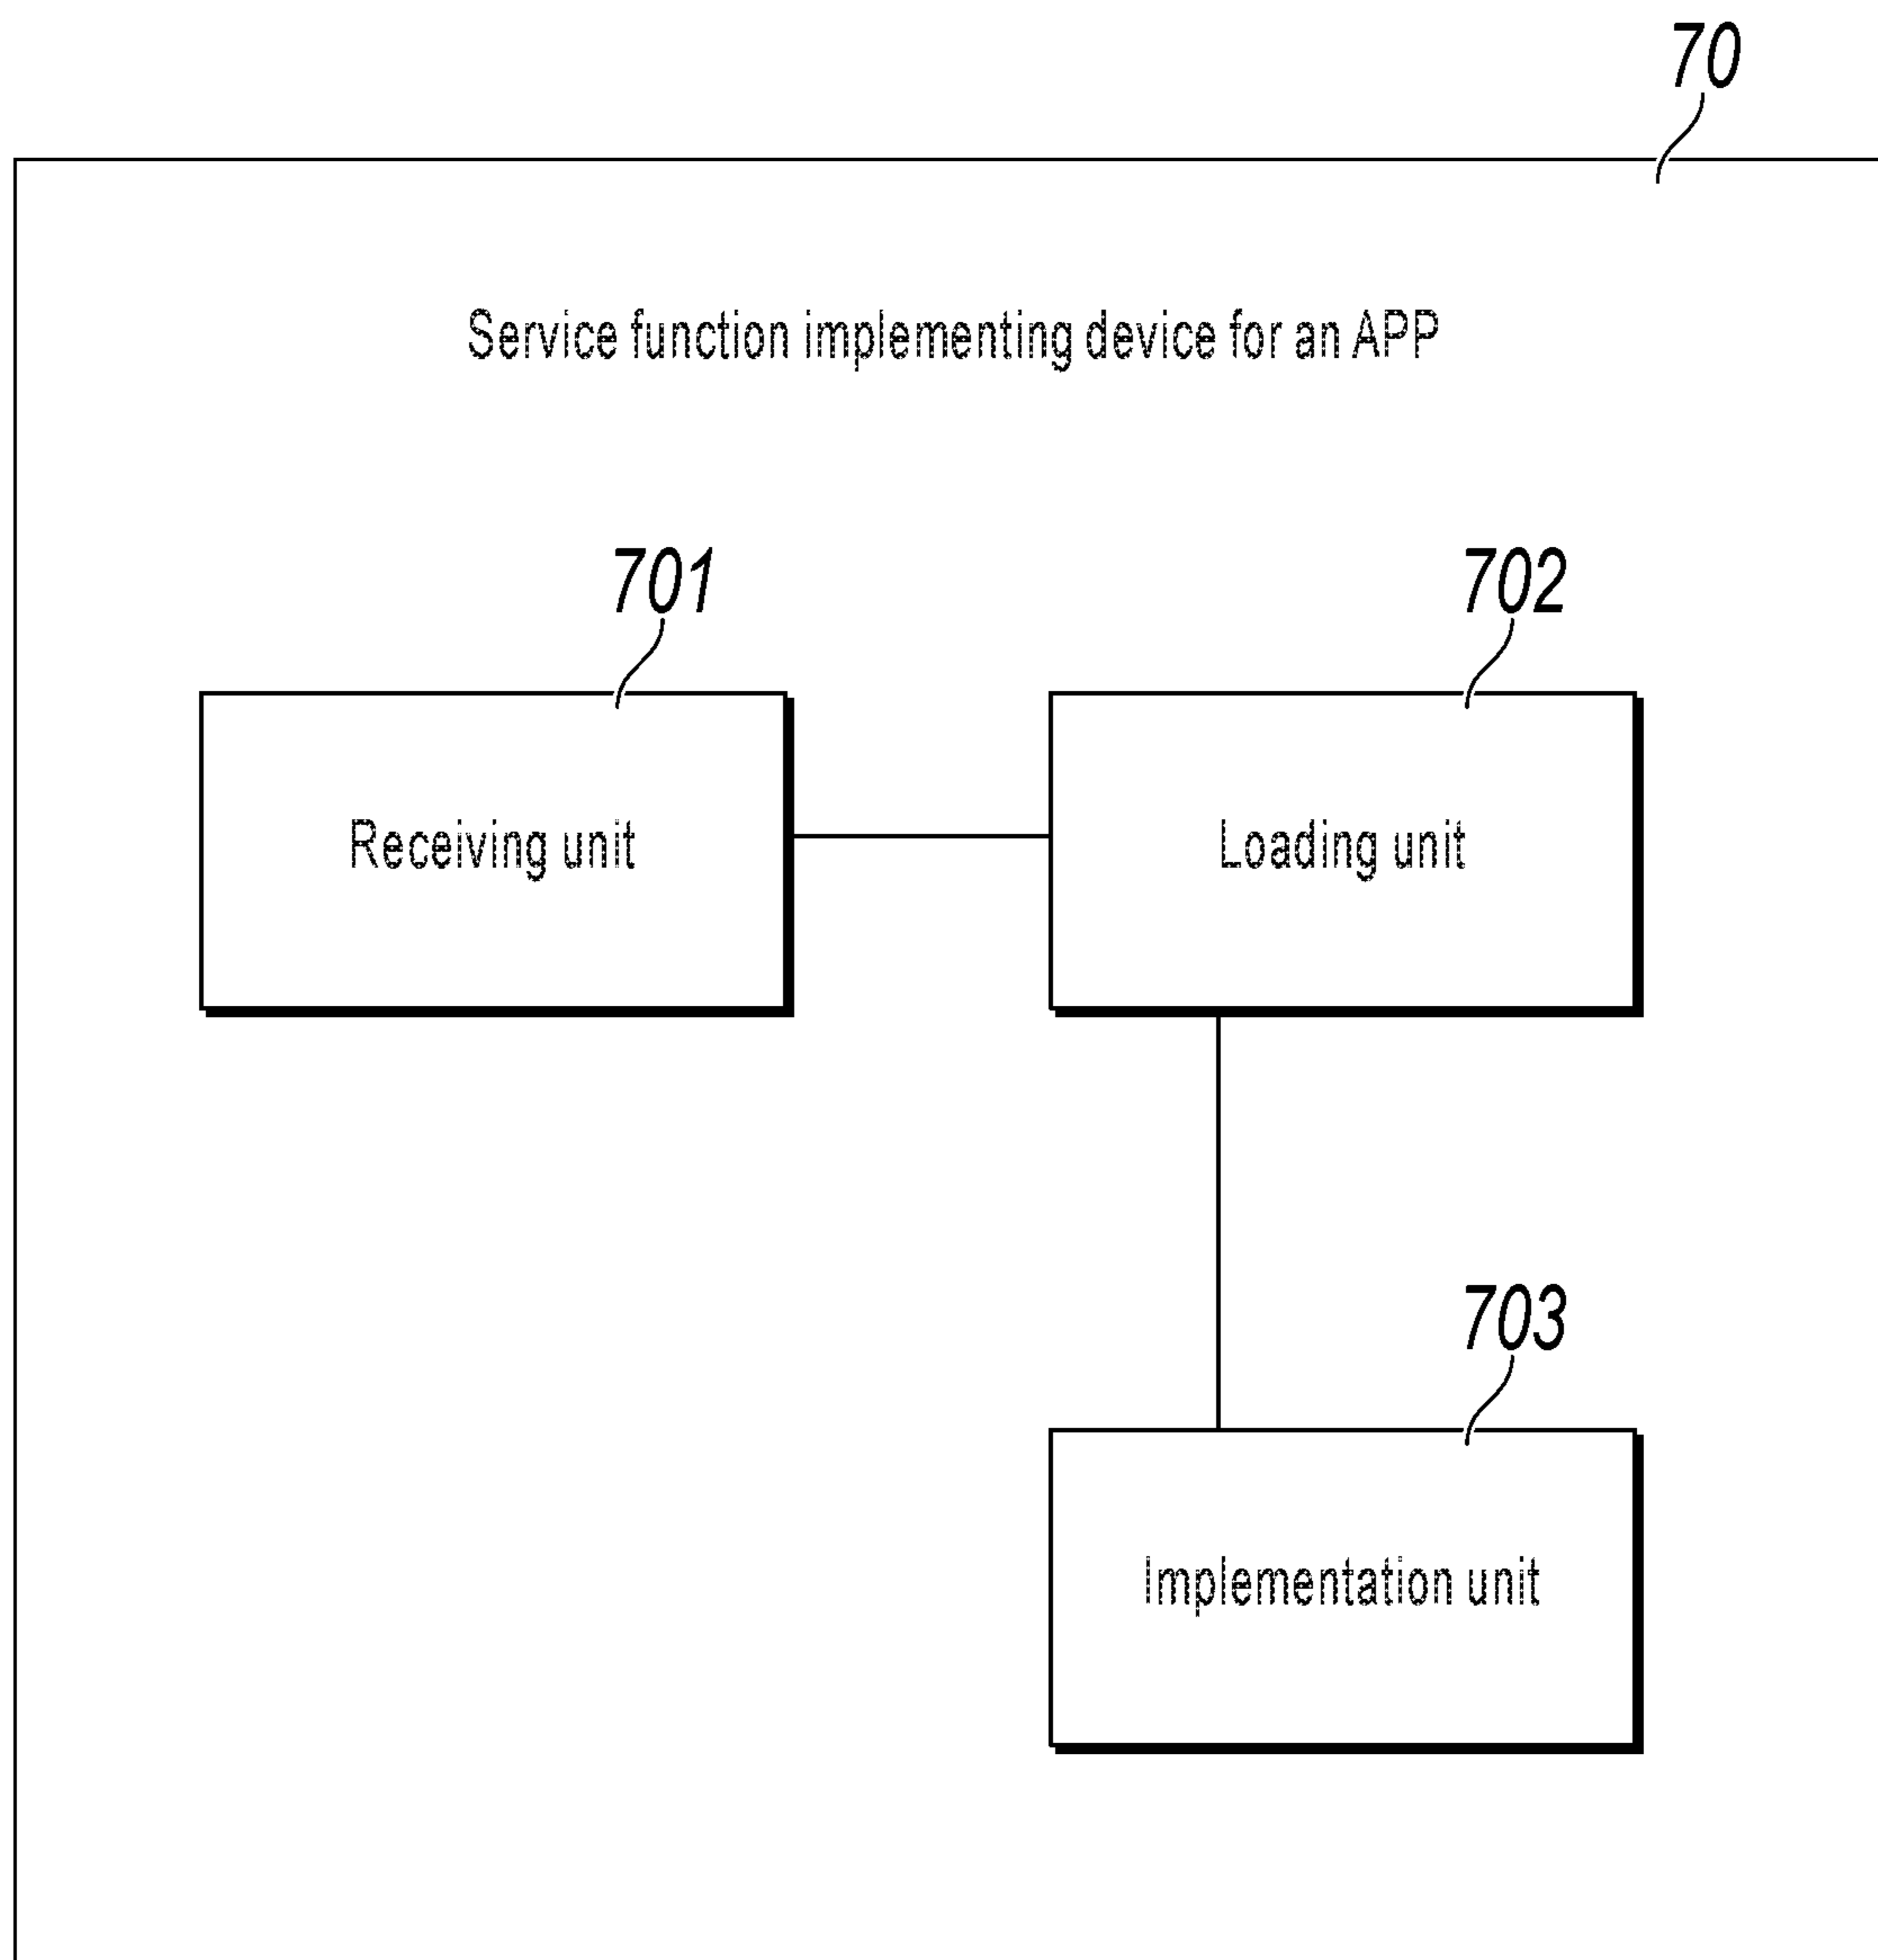 70
Service function implementing device for an APP
701
702
Receiving unit
Loading unit
703
Implementation unit